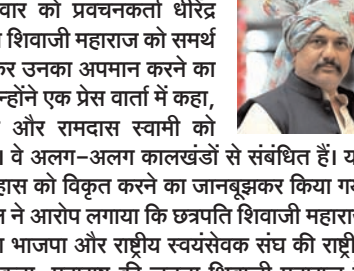 वार को प्रवचनकर्ता धीरेंद्र
शिवाजी महाराज को समर्थ
कर उनका अपमान करने का
न्होंने एक प्रेस वार्ता में कहा,
और रामदास स्वामी को
। वे अलग-अलग कालखंडों से संबंधित हैं। य
हास को विकृत करने का जानबूझकर किया गय
ल ने आरोप लगाया कि छत्रपति शिवाजी महाराज
भाजपा और राष्ट्रीय स्वयंसेवक संघ की राष्ट्री